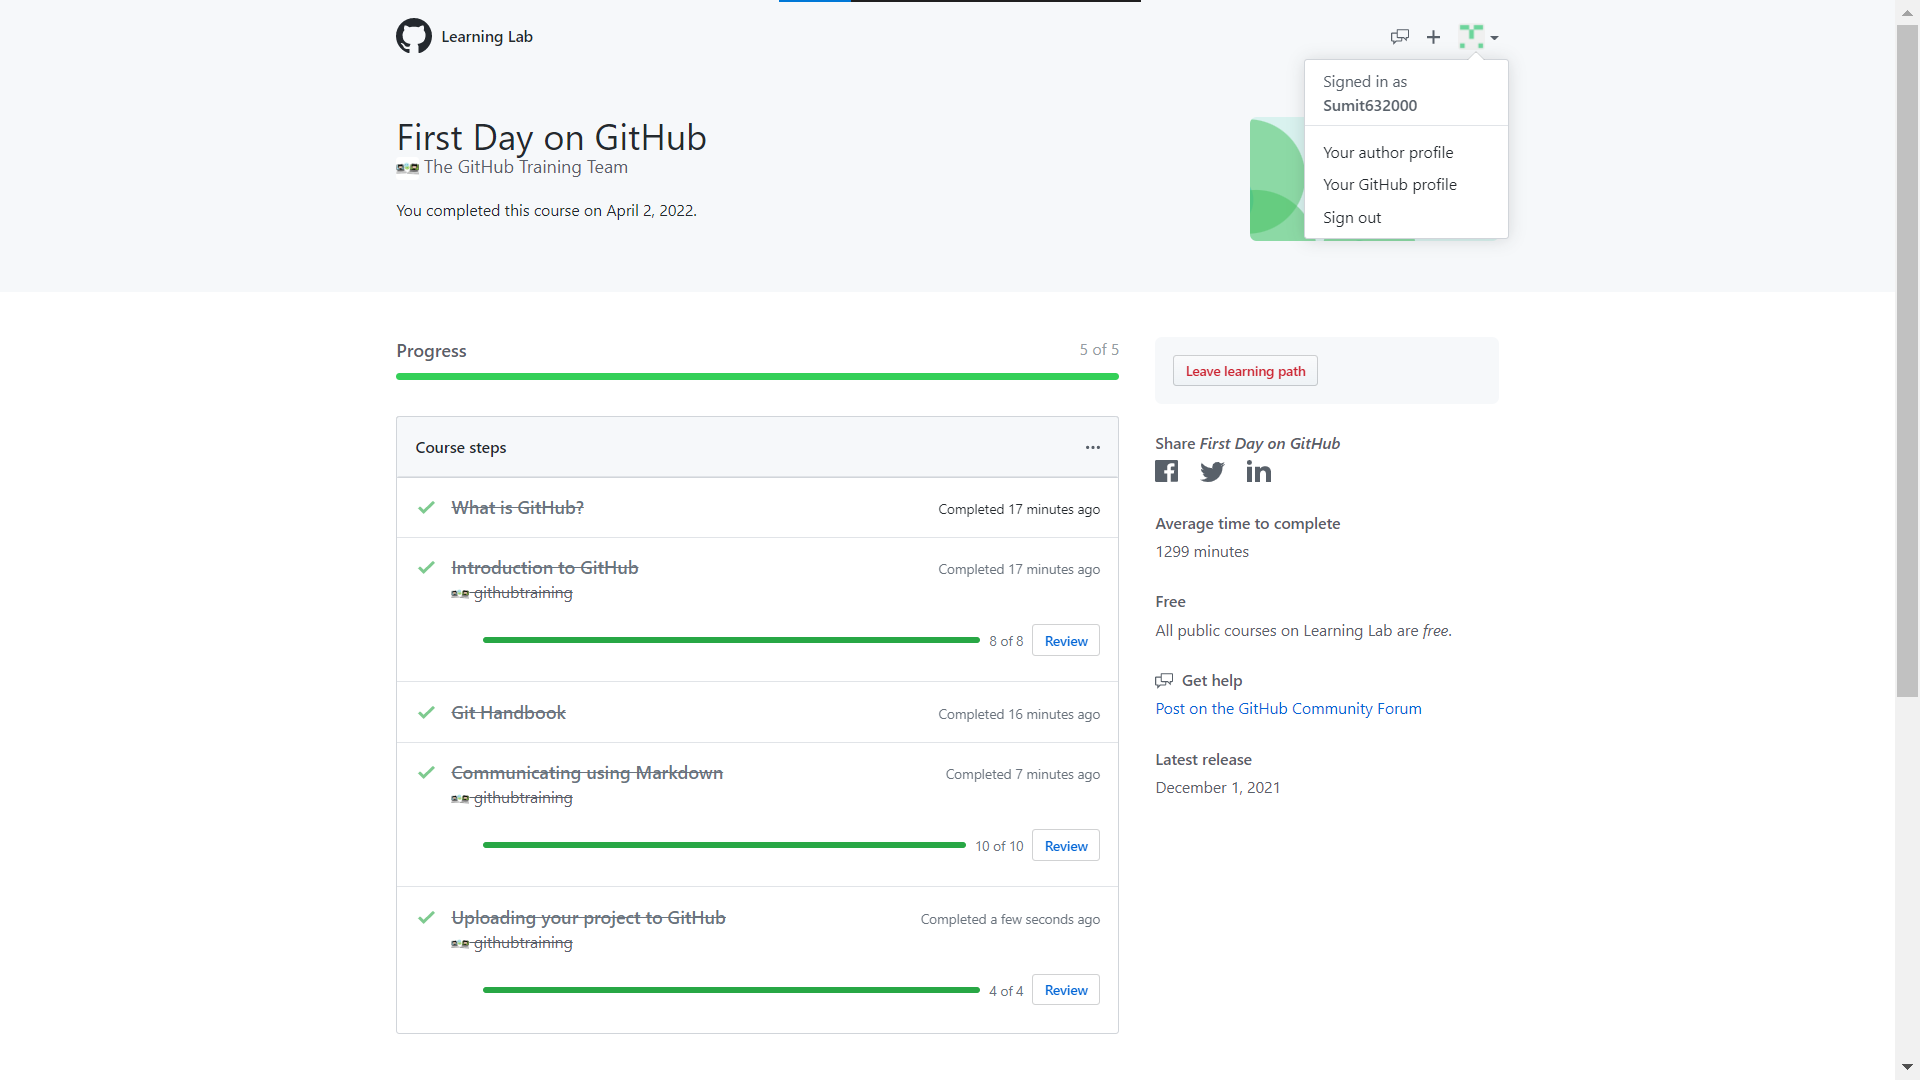 Learning Lab
Signed in as
Sumit632000
Your author profile
Your GitHub profile
Sign out
First Day on GitHub
The GitHub Training Team
You completed this course on April 2, 2022.
Progress
5 of 5
Course steps
What is GitHub?
Completed 17 minutes ago
Introduction to GitHub
Completed 17 minutes ago
githubtraining
8 of 8
Review
Git Handbook
Completed 16 minutes ago
Communicating using Markdown
Completed 7 minutes ago
githubtraining
10 of 10
Review
Uploading your project to GitHub
Completed a few seconds ago
githubtraining
4 of 4
Review
Leave learning path
Share First Day on GitHub
Average time to complete
1299 minutes
Free
All public courses on Learning Lab are free.
Get help
Post on the GitHub Community Forum
Latest release
December 1, 2021